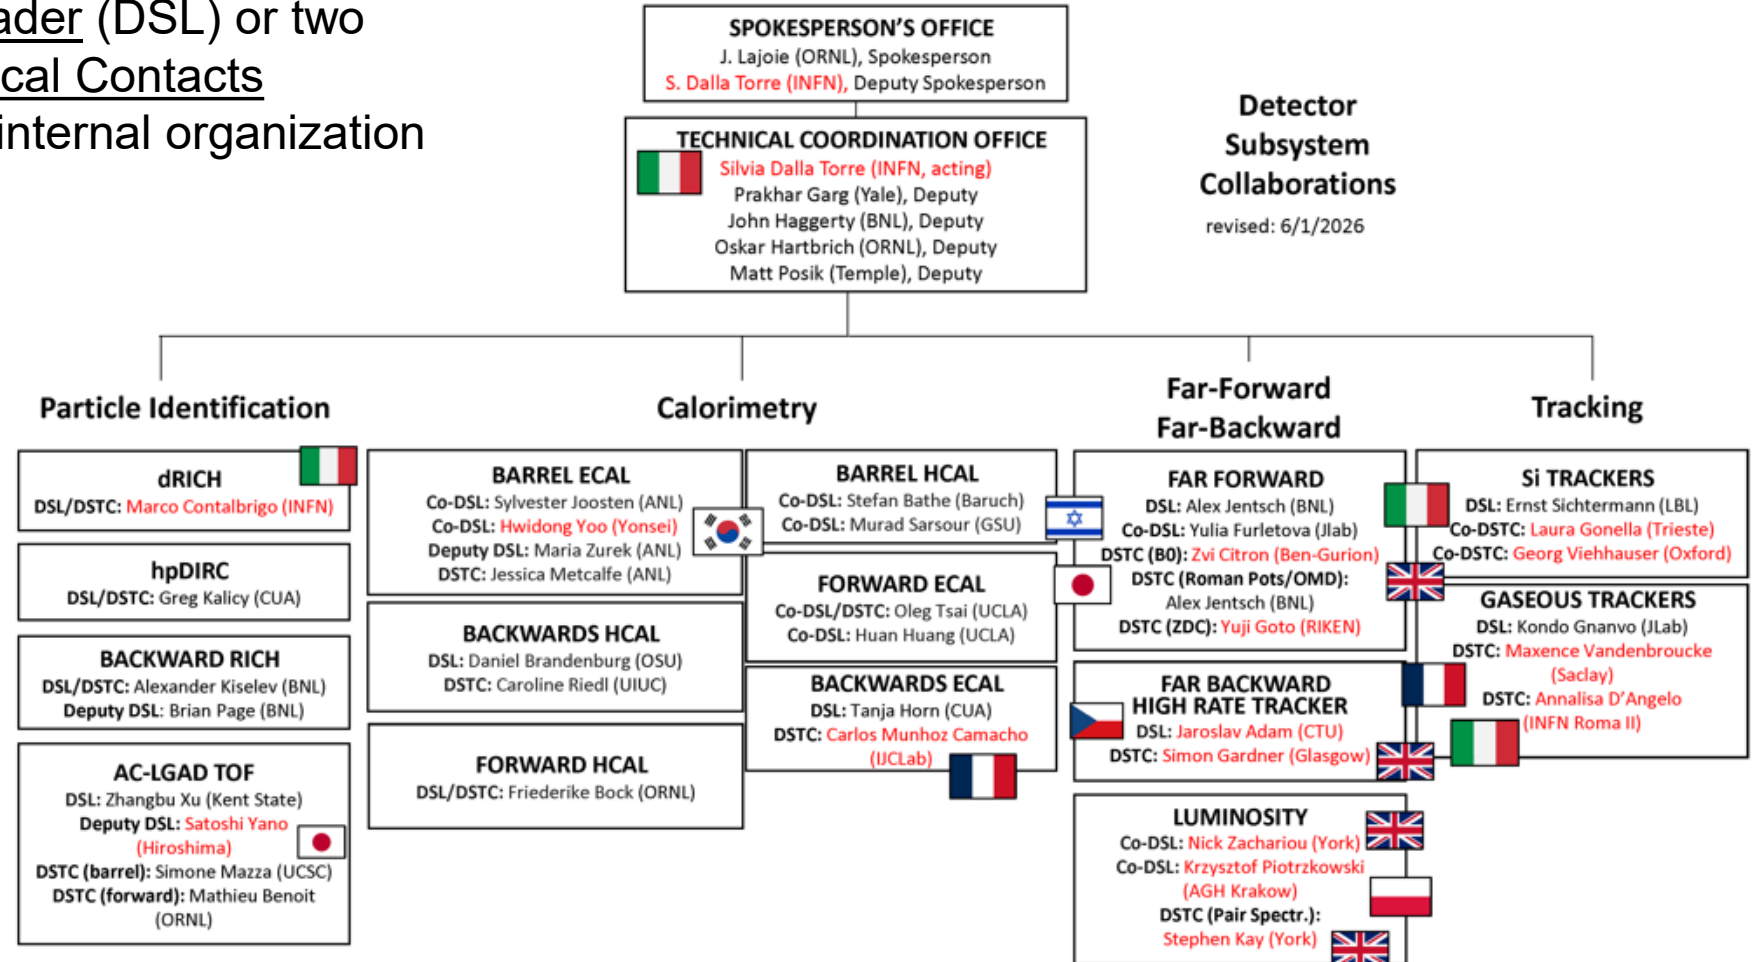 ader (DSL) or two
ical Contacts
internal organization
SPOKESPERSON'S OFFICE
J. Lajoie (ORNL), Spokesperson
S. Dalla Torre (INFN), Deputy Spokesperson
TECHNICAL COORDINATION OFFICE
Silvia Dalla Torre (INFN, acting)
Prakhar Garg (Yale), Deputy
John Haggerty (BNL), Deputy
Oskar Hartbrich (ORNL), Deputy
Matt Posik (Temple), Deputy
Detector
Subsystem
Collaborations
revised: 6/1/2026
Particle Identification
dRICH
DSL/DSTC: Marco Contalbrigo (INFN)
hpDIRC
DSL/DSTC: Greg Kalicy (CUA)
BACKWARD RICH
DSL/DSTC: Alexander Kiselev (BNL)
Deputy DSL: Brian Page (BNL)
AC-LGAD TOF
DSL: Zhangbu Xu (Kent State)
Deputy DSL: Satoshi Yano
(Hiroshima)
DSTC (barrel): Simone Mazza (UCSC)
DSTC (forward): Mathieu Benoit
(ORNL)
Calorimetry
BARREL ECAL
Co-DSL: Sylvester Joosten (ANL)
Co-DSL: Hwidong Yoo (Yonsei)
Deputy DSL: Maria Zurek (ANL)
DSTC: Jessica Metcalfe (ANL)
BACKWARDS HCAL
DSL: Daniel Brandenburg (OSU)
DSTC: Caroline Riedl (UIUC)
FORWARD HCAL
DSL/DSTC: Friederike Bock (ORNL)
BARREL HCAL
Co-DSL: Stefan Bathe (Baruch)
Co-DSL: Murad Sarsour (GSU)
FORWARD ECAL
Co-DSL/DSTC: Oleg Tsai (UCLA)
Co-DSL: Huan Huang (UCLA)
BACKWARDS ECAL
DSL: Tanja Horn (CUA)
DSTC: Carlos Munhoz Camacho
(IJCLab)
Far-Forward
Far-Backward
FAR FORWARD
DSL: Alex Jentsch (BNL)
Co-DSL: Yulia Furletova (Jlab)
DSTC (B0): Zvi Citron (Ben-Gurion)
DSTC (Roman Pots/OMD):
Alex Jentsch (BNL)
DSTC (ZDC): Yuji Goto (RIKEN)
FAR BACKWARD
HIGH RATE TRACKER
DSL: Jaroslav Adam (CTU)
DSTC: Simon Gardner (Glasgow)
LUMINOSITY
Co-DSL: Nick Zachariou (York)
Co-DSL: Krzysztof Piotrzkowski
(AGH Krakow)
DSTC (Pair Spectr.):
Stephen Kay (York)
Tracking
Si TRACKERS
DSL: Ernst Sichtermann (LBL)
Co-DSTC: Laura Gonella (Trieste)
Co-DSTC: Georg Viehhauser (Oxford)
GASEOUS TRACKERS
DSL: Kondo Gnanvo (JLab)
DSTC: Maxence Vandenbroucke
(Saclay)
DSTC: Annalisa D'Angelo
(INFN Roma II)